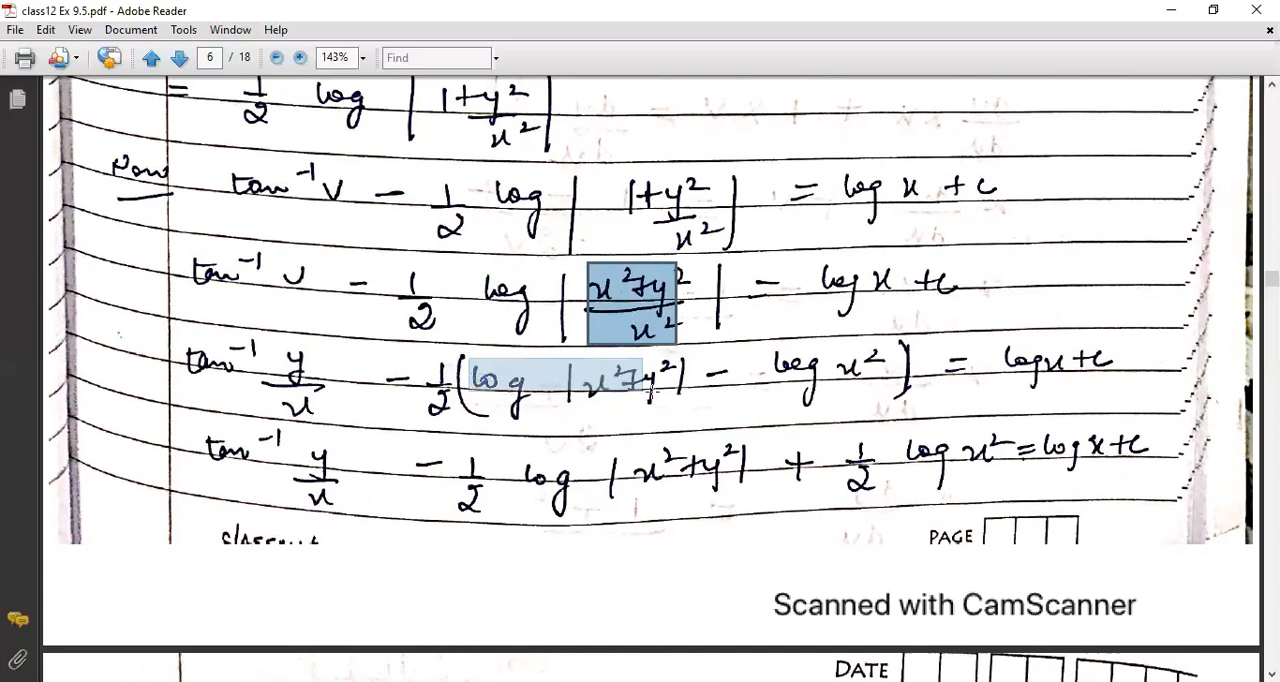 class12 Ex 9.5.pdf - Adobe Reader
File Edit View Document Tools Window Help
6 / 18 143% Find
= 1/2 log |1+y²/x²|
Now tan⁻¹ v - 1/2 log |1+y²/x²| = log x + c
tan⁻¹ v - 1/2 log |x²+y²/x²| = log x + c
tan⁻¹ y/x - 1/2 (log |x²+y²| - log x²) = log x + c
tan⁻¹ y/x - 1/2 log |x²+y²| + 1/2 log x² = log x + c
PAGE
Scanned with CamScanner
DATE